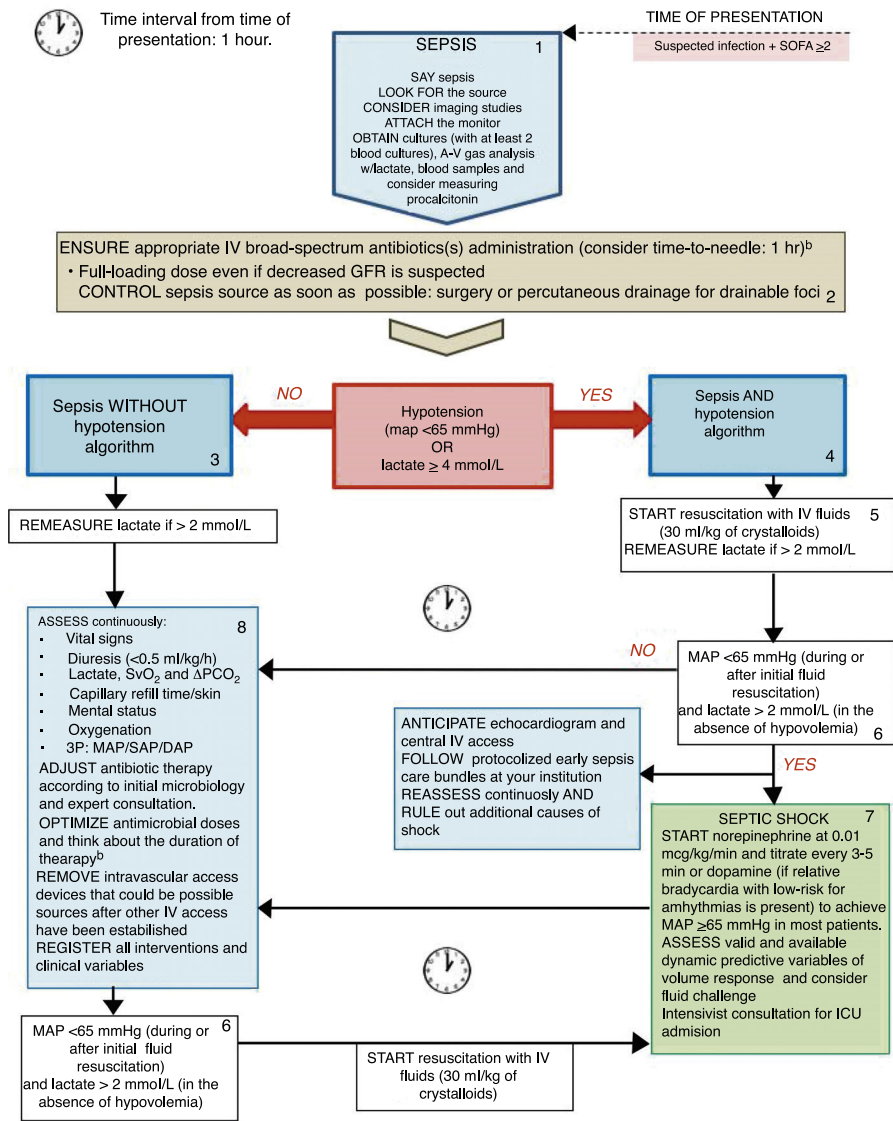 Time interval from time of
presentation: 1 hour.
TIME OF PRESENTATION
Suspected infection + SOFA ≥2
SEPSIS
1
SAY sepsis
LOOK FOR the source
CONSIDER imaging studies
ATTACH the monitor
OBTAIN cultures (with at least 2
blood cultures), A-V gas analysis
w/lactate, blood samples and
consider measuring
procalcitonin
ENSURE appropriate IV broad-spectrum antibiotics(s) administration (consider time-to-needle: 1 hr)b
• Full-loading dose even if decreased GFR is suspected
CONTROL sepsis source as soon as possible: surgery or percutaneous drainage for drainable foci
2
NO
YES
Sepsis WITHOUT
hypotension
algorithm
3
Hypotension
(map <65 mmHg)
OR
lactate ≥ 4 mmol/L
Sepsis AND
hypotension
algorithm
4
REMEASURE lactate if > 2 mmol/L
START resuscitation with IV fluids
(30 ml/kg of crystalloids)
REMEASURE lactate if > 2 mmol/L
5
ASSESS continuously:
8
▪ Vital signs
▪ Diuresis (<0.5 ml/kg/h)
▪ Lactate, SvO2 and ΔPCO2
▪ Capillary refill time/skin
▪ Mental status
▪ Oxygenation
▪ 3P: MAP/SAP/DAP
ADJUST antibiotic therapy
according to initial microbiology
and expert consultation.
OPTIMIZE antimicrobial doses
and think about the duration of
thearapyb
REMOVE intravascular access
devices that could be possible
sources after other IV access
have been estabilished
REGISTER all interventions and
clinical variables
NO
MAP <65 mmHg (during or
after initial fluid
resuscitation)
and lactate > 2 mmol/L (in the
absence of hypovolemia)
6
YES
ANTICIPATE echocardiogram and
central IV access
FOLLOW protocolized early sepsis
care bundles at your institution
REASSESS continuosly AND
RULE out additional causes of
shock
SEPTIC SHOCK
7
START norepinephrine at 0.01
mcg/kg/min and titrate every 3-5
min or dopamine (if relative
bradycardia with low-risk for
amhythmias is present) to achieve
MAP ≥65 mmHg in most patients.
ASSESS valid and available
dynamic predictive variables of
volume response and consider
fluid challenge
Intensivist consultation for ICU
admision
MAP <65 mmHg (during or
after initial fluid
resuscitation)
and lactate > 2 mmol/L (in the
absence of hypovolemia)
6
START resuscitation with IV
fluids (30 ml/kg of
crystalloids)